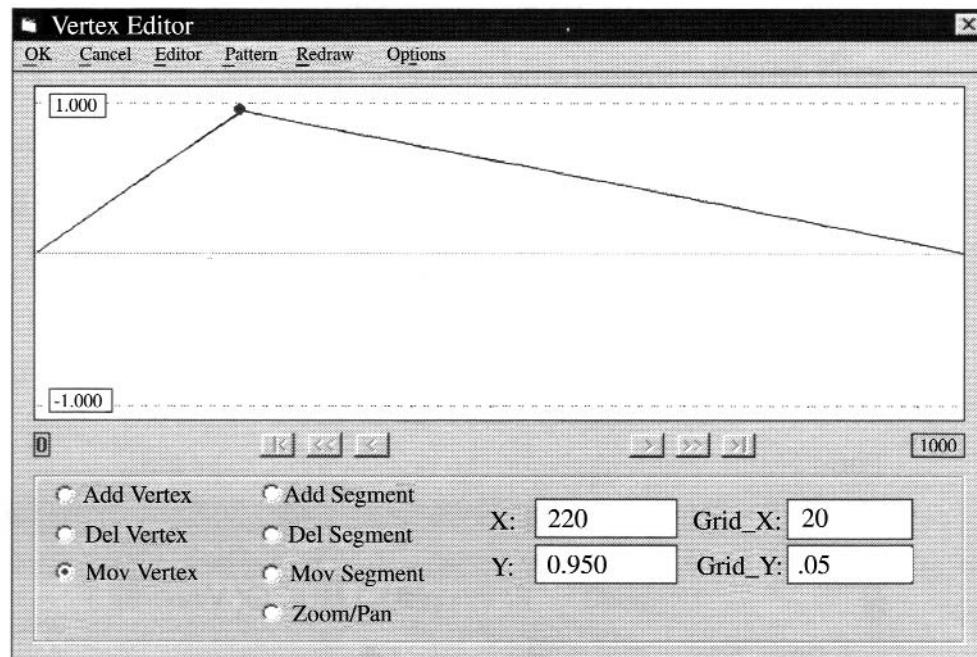 Vertex Editor
OK Cancel Editor Pattern Redraw Options
1.000
-1.000
0 |< << < > >> >| 1000
Add Vertex Add Segment
Del Vertex Del Segment
Mov Vertex Mov Segment
Zoom/Pan
X: 220 Grid_X: 20
Y: 0.950 Grid_Y: .05